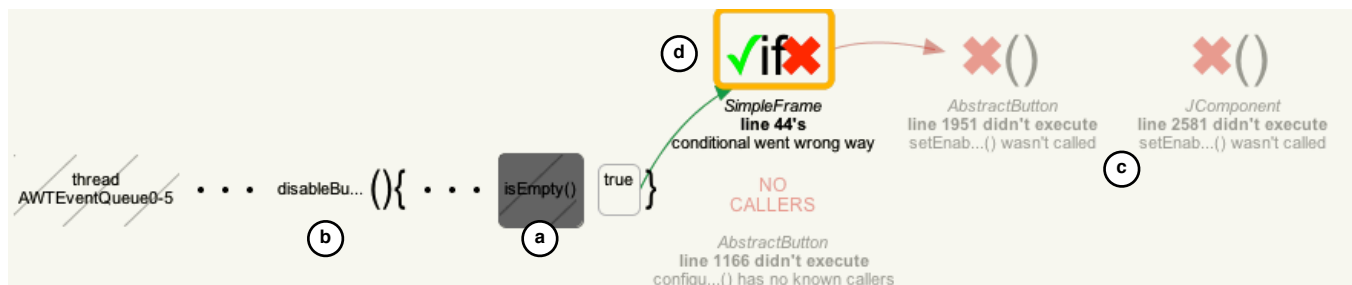 d
✓if✖
✖()
✖()
SimpleFrame
line 44's
conditional went wrong way
AbstractButton
line 1951 didn't execute
setEnab...() wasn't called
JComponent
line 2581 didn't execute
setEnab...() wasn't called
c
thread
AWTEventQueue0-5
• • •
disableBu... (){
• • •
isEmpty()
true }
b
a
NO
CALLERS
AbstractButton
line 1166 didn't execute
configu...() has no known callers